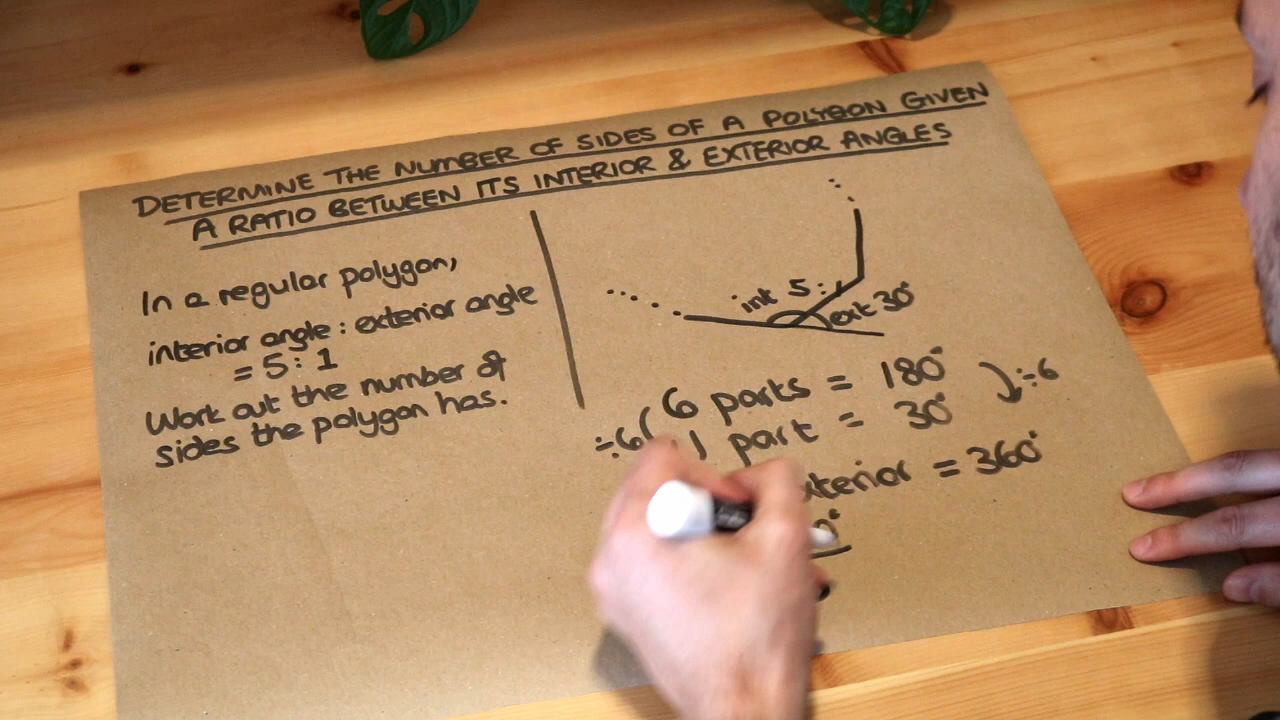 DETERMINE THE NUMBER OF SIDES OF A POLYGON GIVEN
A RATIO BETWEEN ITS INTERIOR & EXTERIOR ANGLES
In a regular polygon,
interior angle : exterior angle
= 5 : 1
Work out the number of
sides the polygon has.
int 5 : 1
ext 30°
6 parts = 180°
÷6
÷6
1 part = 30°
= 360°